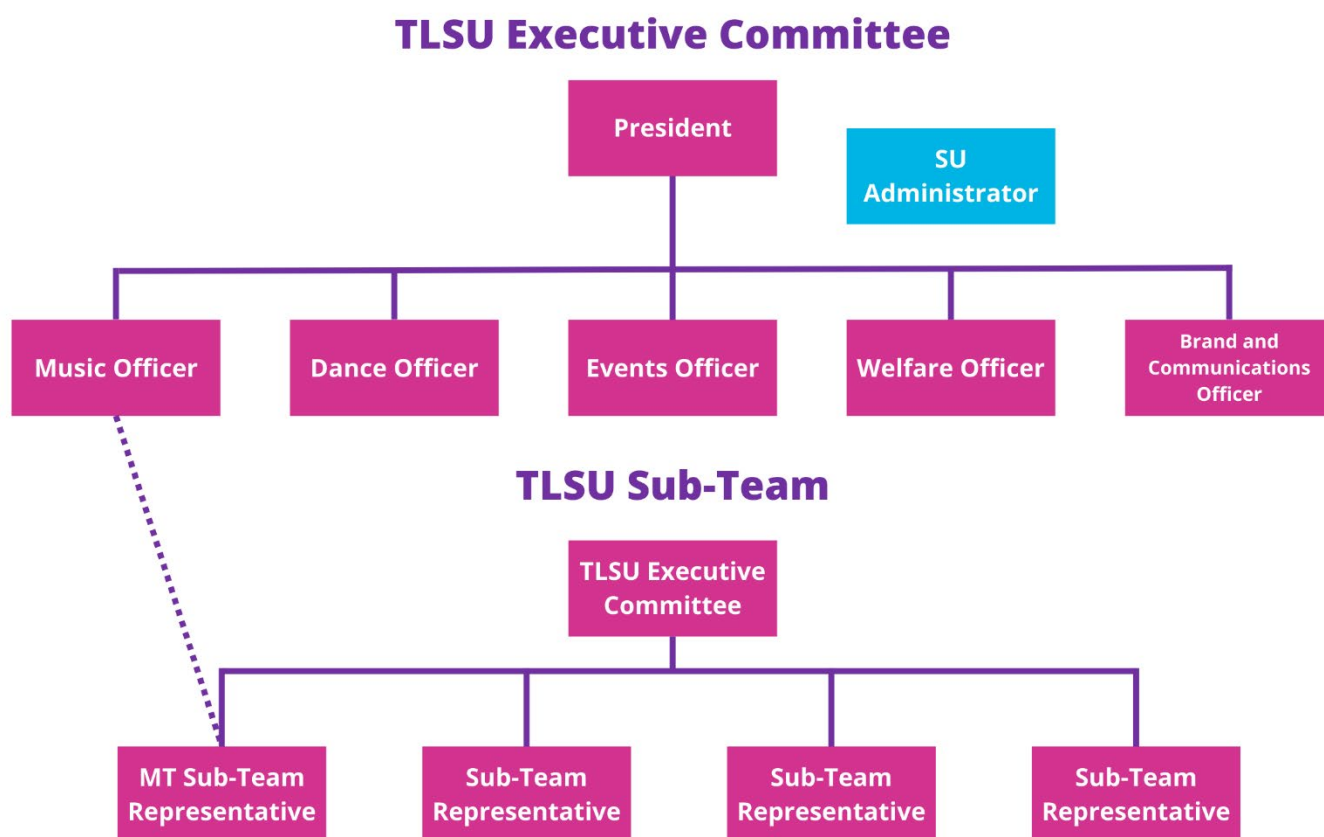 TLSU Executive Committee
President
SU
Administrator
Music Officer
Dance Officer
Events Officer
Welfare Officer
Brand and
Communications
Officer
TLSU Sub-Team
TLSU Executive
Committee
MT Sub-Team
Representative
Sub-Team
Representative
Sub-Team
Representative
Sub-Team
Representative